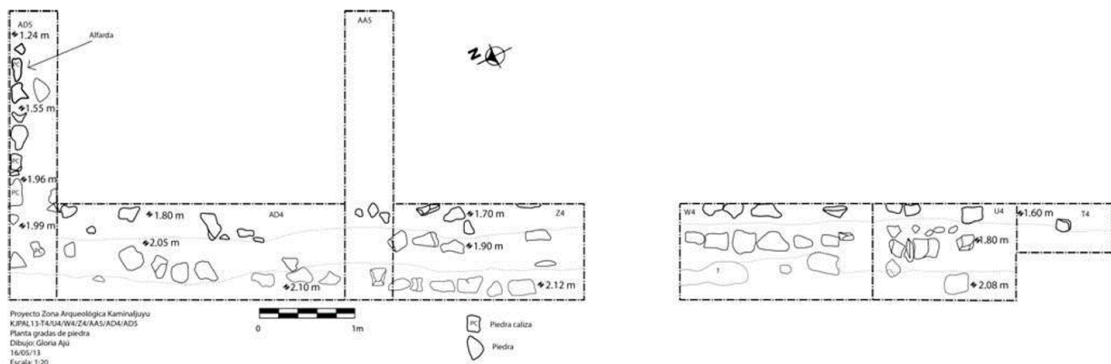 AD5
1.24 m
Alfarda
PC
1.55 m
PC
1.96 m
PC
1.99 m
AA5
N
1.80 m
AD4
2.05 m
2.10 m
1.70 m
Z4
1.90 m
2.12 m
W4
?
U4
1.80 m
2.08 m
1.60 m
T4
Proyecto Zona Arqueológica Kaminaljuyu
KJPAL13-T4/U4/W4/Z4/AA5/AD4/AD5
Planta gradas de piedra
Dibujo: Gloria Ajú
16/05/13
Escala: 1:20
0 1m
PC Piedra caliza
Piedra